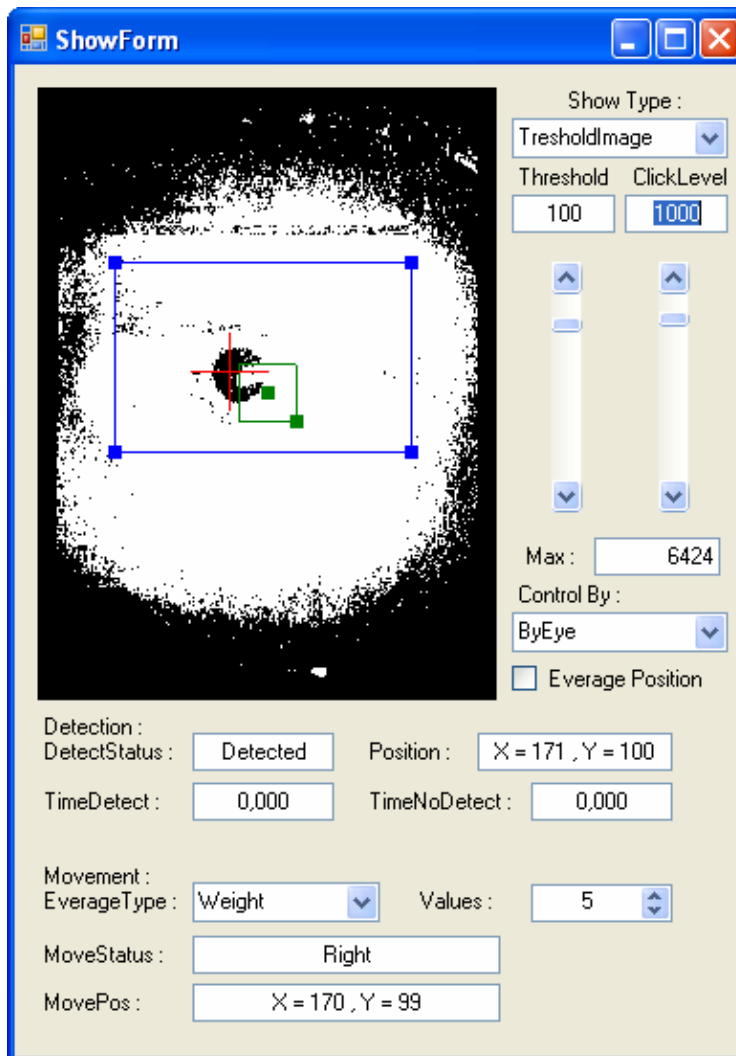 ShowForm
Show Type :
TresholdImage
Threshold ClickLevel
100 1000
Max : 6424
Control By :
ByEye
Everage Position
Detection :
DetectStatus : Detected Position : X = 171 , Y = 100
TimeDetect : 0,000 TimeNoDetect : 0,000
Movement :
EverageType : Weight Values : 5
MoveStatus : Right
MovePos : X = 170 , Y = 99